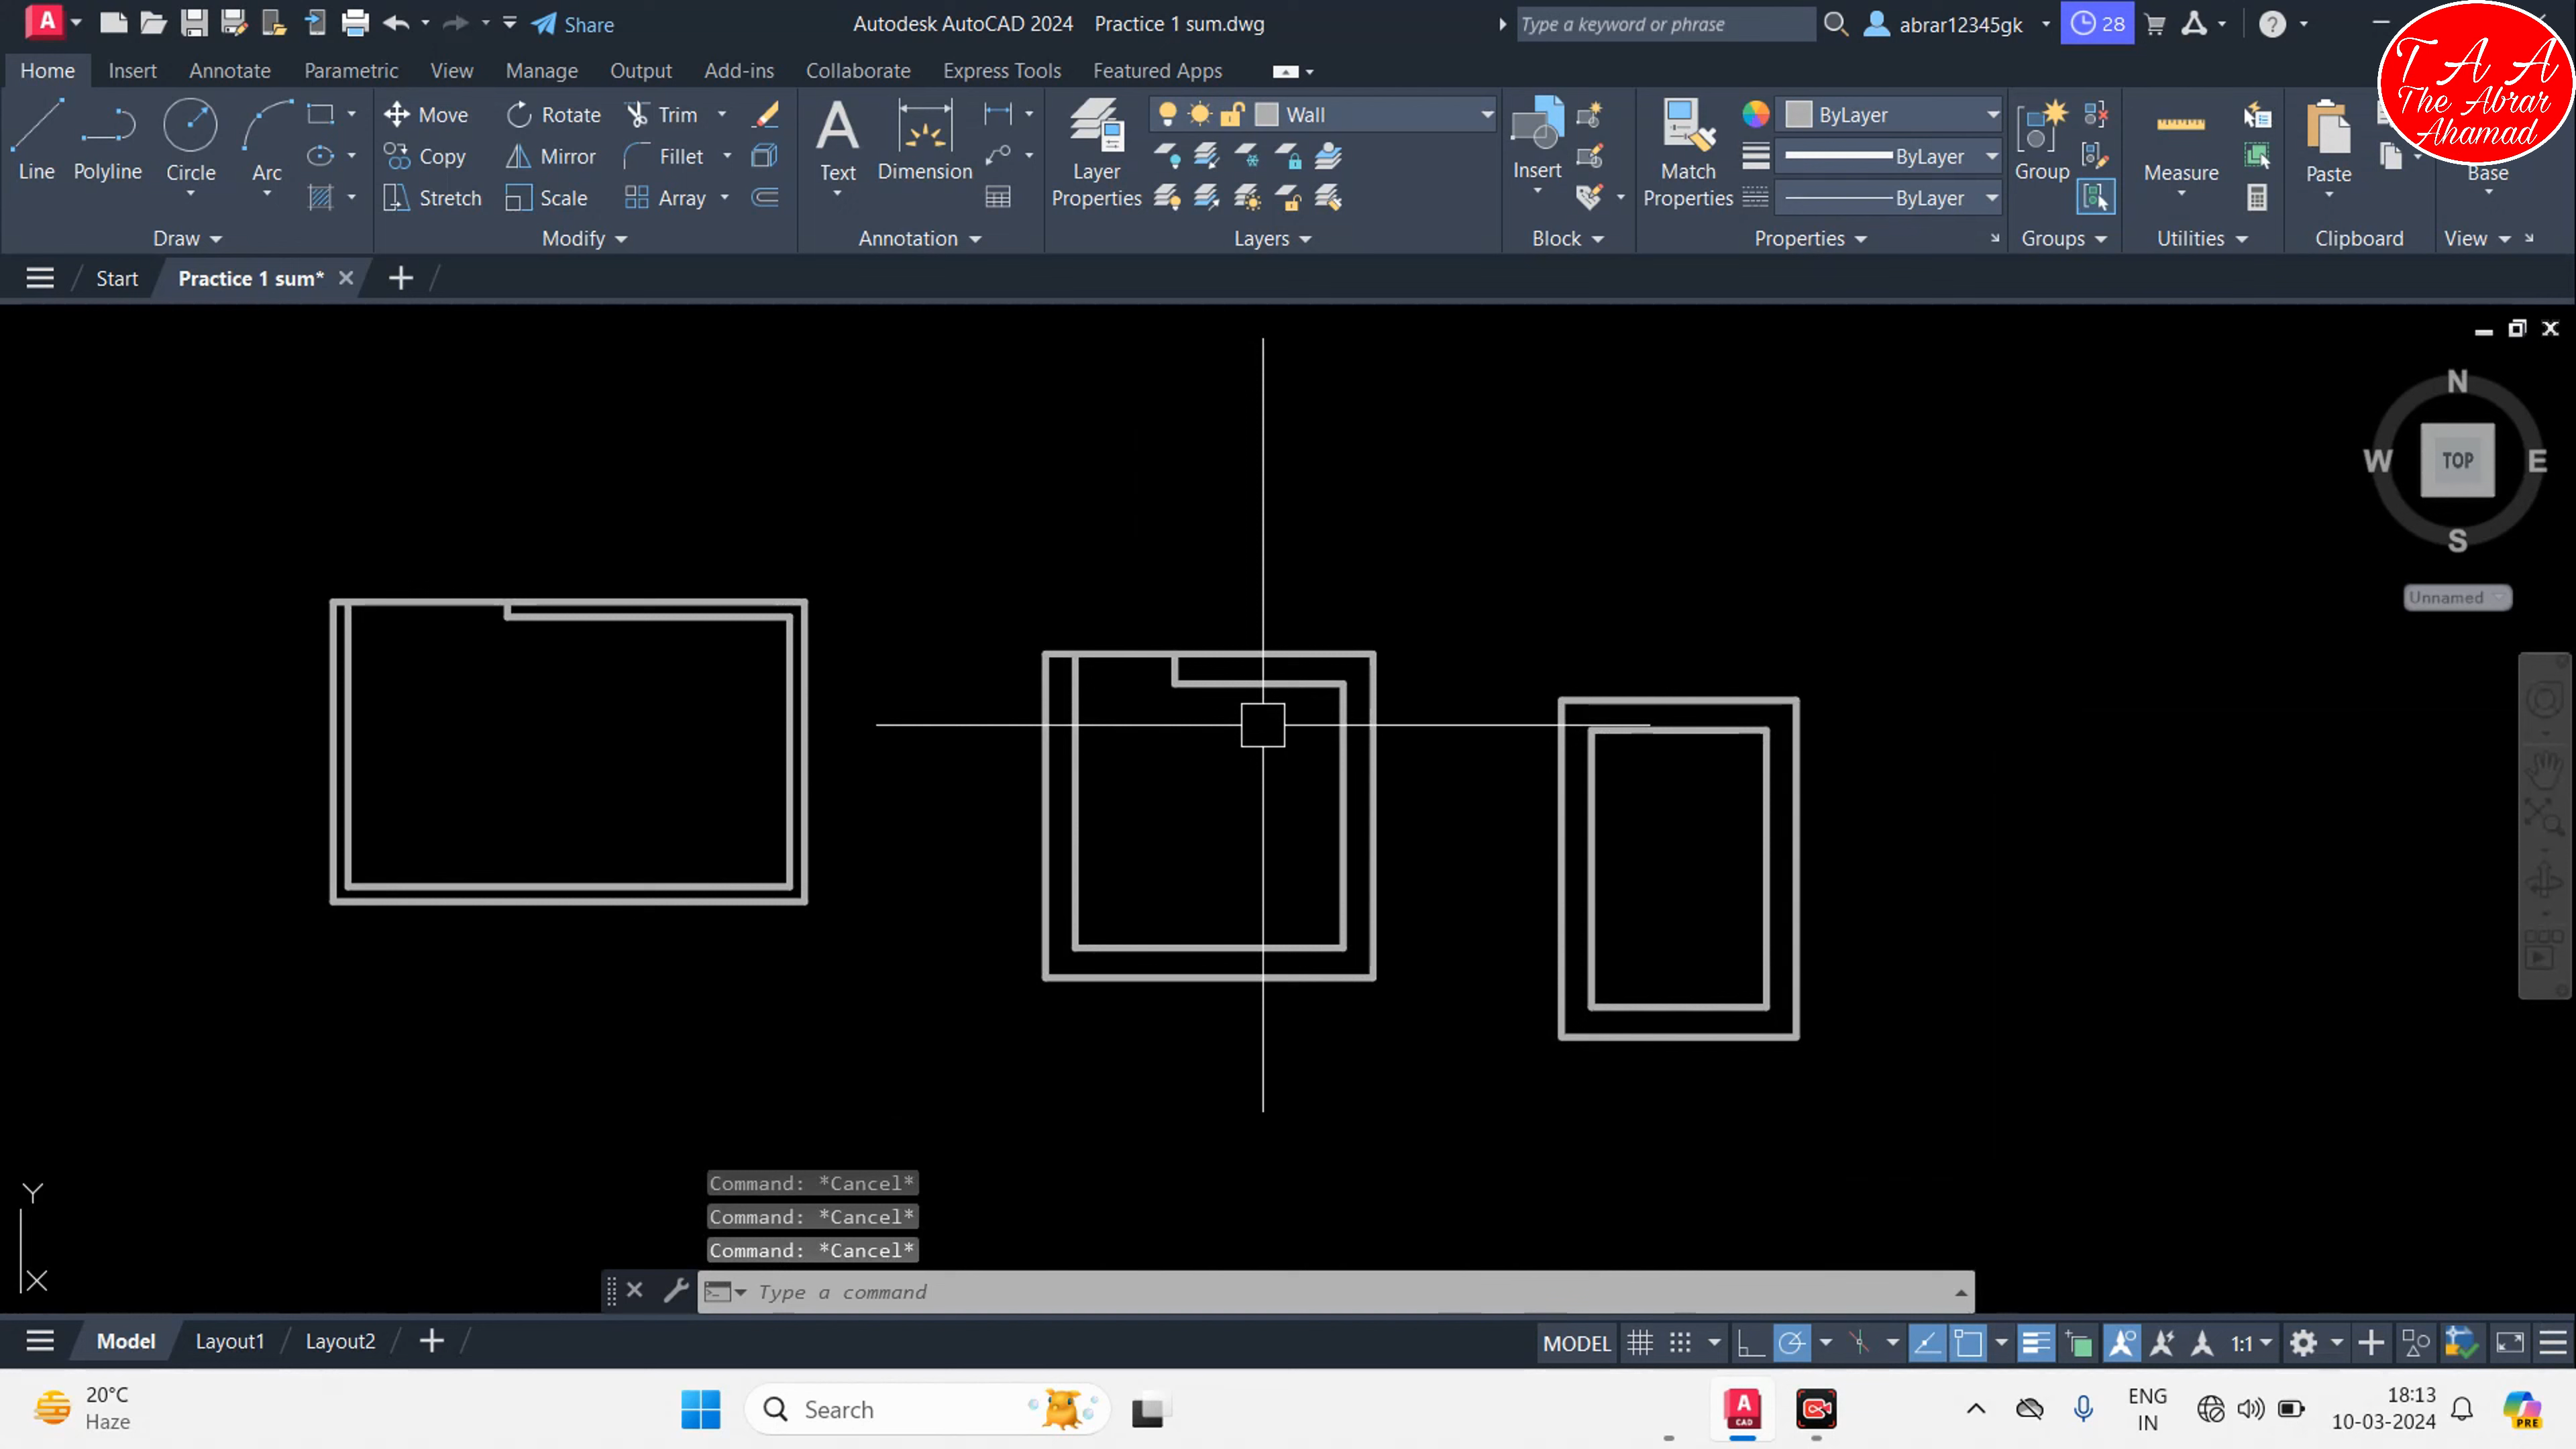 Share
Autodesk AutoCAD 2024 Practice 1 sum.dwg
Type a keyword or phrase
abrar12345gk
28
T A A
The Abrar
Ahamad
Home Insert Annotate Parametric View Manage Output Add-ins Collaborate Express Tools Featured Apps
Line Polyline Circle Arc
Move Rotate Trim
Copy Mirror Fillet
Stretch Scale Array
Text Dimension
Layer
Properties
Wall
Insert
Match
Properties
ByLayer
ByLayer
ByLayer
Group
Measure
Paste
Base
Draw Modify Annotation Layers Block Properties Groups Utilities Clipboard View
Start Practice 1 sum*
N
W TOP E
S
Unnamed
Command: *Cancel*
Command: *Cancel*
Command: *Cancel*
Y
X
Type a command
Model Layout1 Layout2
MODEL 1:1
20°C
Haze
Search
A
CAD
ENG
IN
18:13
10-03-2024
PRE